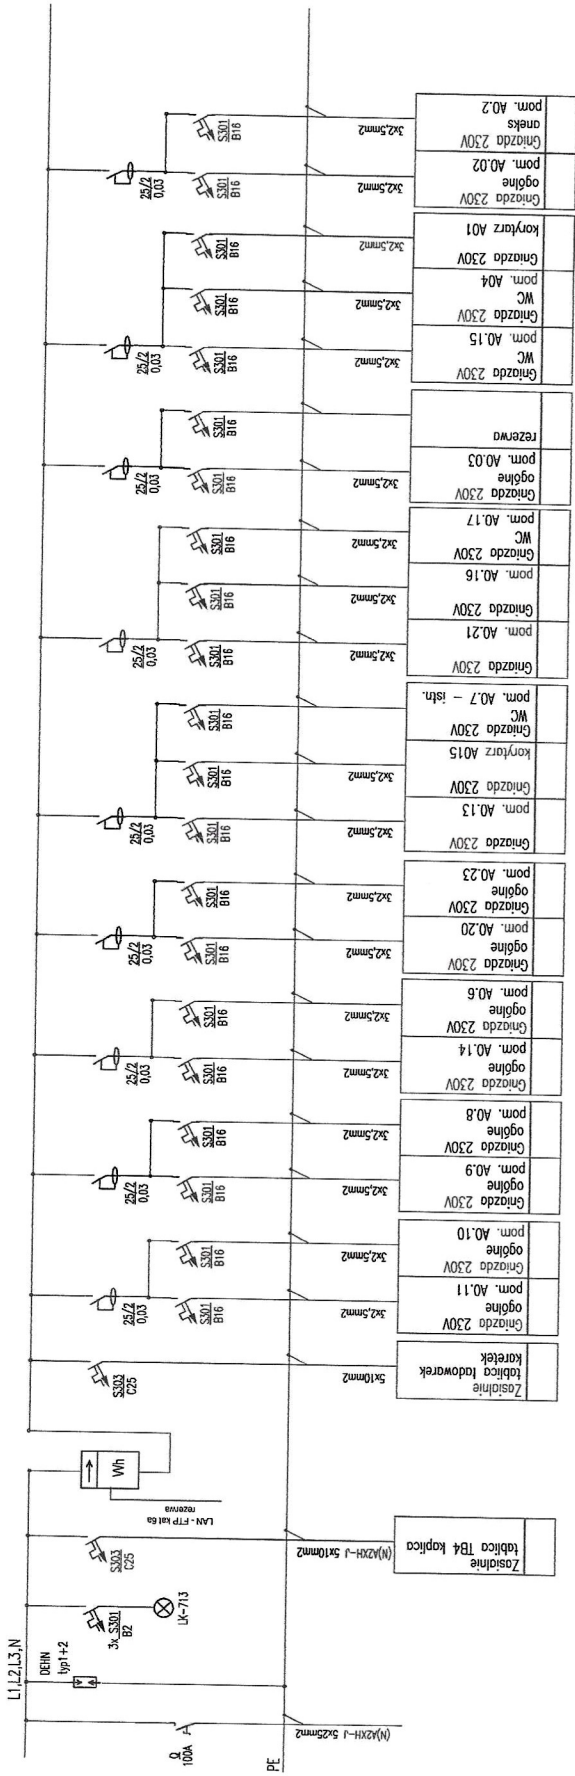 L1,L2,L3,N
PE
Q
100A
(N)A2XH-J 5x25mm2
DEHN
typ1+2
3x S301
B2
LK-713
S303
C25
(N)A2XH-J 5x10mm2
Zasialnie
tablica TB4 kaplica
Wh
LAN - FTP kat 6a
rezerwa
S303
C25
5x10mm2
Zasialnie
tablica ładowarek
karetek
25/2
0,03
S301
B16
3x2,5mm2
Gniazda 230V
ogólne
pom. A0.11
S301
B16
3x2,5mm2
Gniazda 230V
ogólne
pom. A0.10
25/2
0,03
S301
B16
3x2,5mm2
Gniazda 230V
ogólne
pom. A0.9
S301
B16
3x2,5mm2
Gniazda 230V
ogólne
pom. A0.8
25/2
0,03
S301
B16
3x2,5mm2
Gniazda 230V
ogólne
pom. A0.14
S301
B16
3x2,5mm2
Gniazda 230V
ogólne
pom. A0.6
25/2
0,03
S301
B16
3x2,5mm2
Gniazda 230V
ogólne
pom. A0.20
S301
B16
3x2,5mm2
Gniazda 230V
ogólne
pom. A0.23
25/2
0,03
S301
B16
3x2,5mm2
Gniazda 230V
pom. A0.13
S301
B16
3x2,5mm2
Gniazda 230V
korytarz A015
S301
B16
3x2,5mm2
Gniazda 230V
WC
pom. A0.7 – istn.
25/2
0,03
S301
B16
3x2,5mm2
Gniazda 230V
pom. A0.21
S301
B16
3x2,5mm2
Gniazda 230V
pom. A0.16
S301
B16
3x2,5mm2
Gniazda 230V
WC
pom. A0.17
25/2
0,03
S301
B16
3x2,5mm2
Gniazda 230V
ogólne
pom. A0.03
S301
B16
rezerwa
25/2
0,03
S301
B16
3x2,5mm2
Gniazda 230V
WC
pom. A0.15
S301
B16
3x2,5mm2
Gniazda 230V
WC
pom. A04
S301
B16
3x2,5mm2
Gniazda 230V
korytarz A01
25/2
0,03
S301
B16
3x2,5mm2
Gniazda 230V
ogólne
pom. A0.02
S301
B16
3x2,5mm2
Gniazda 230V
aneks
pom. A0.2